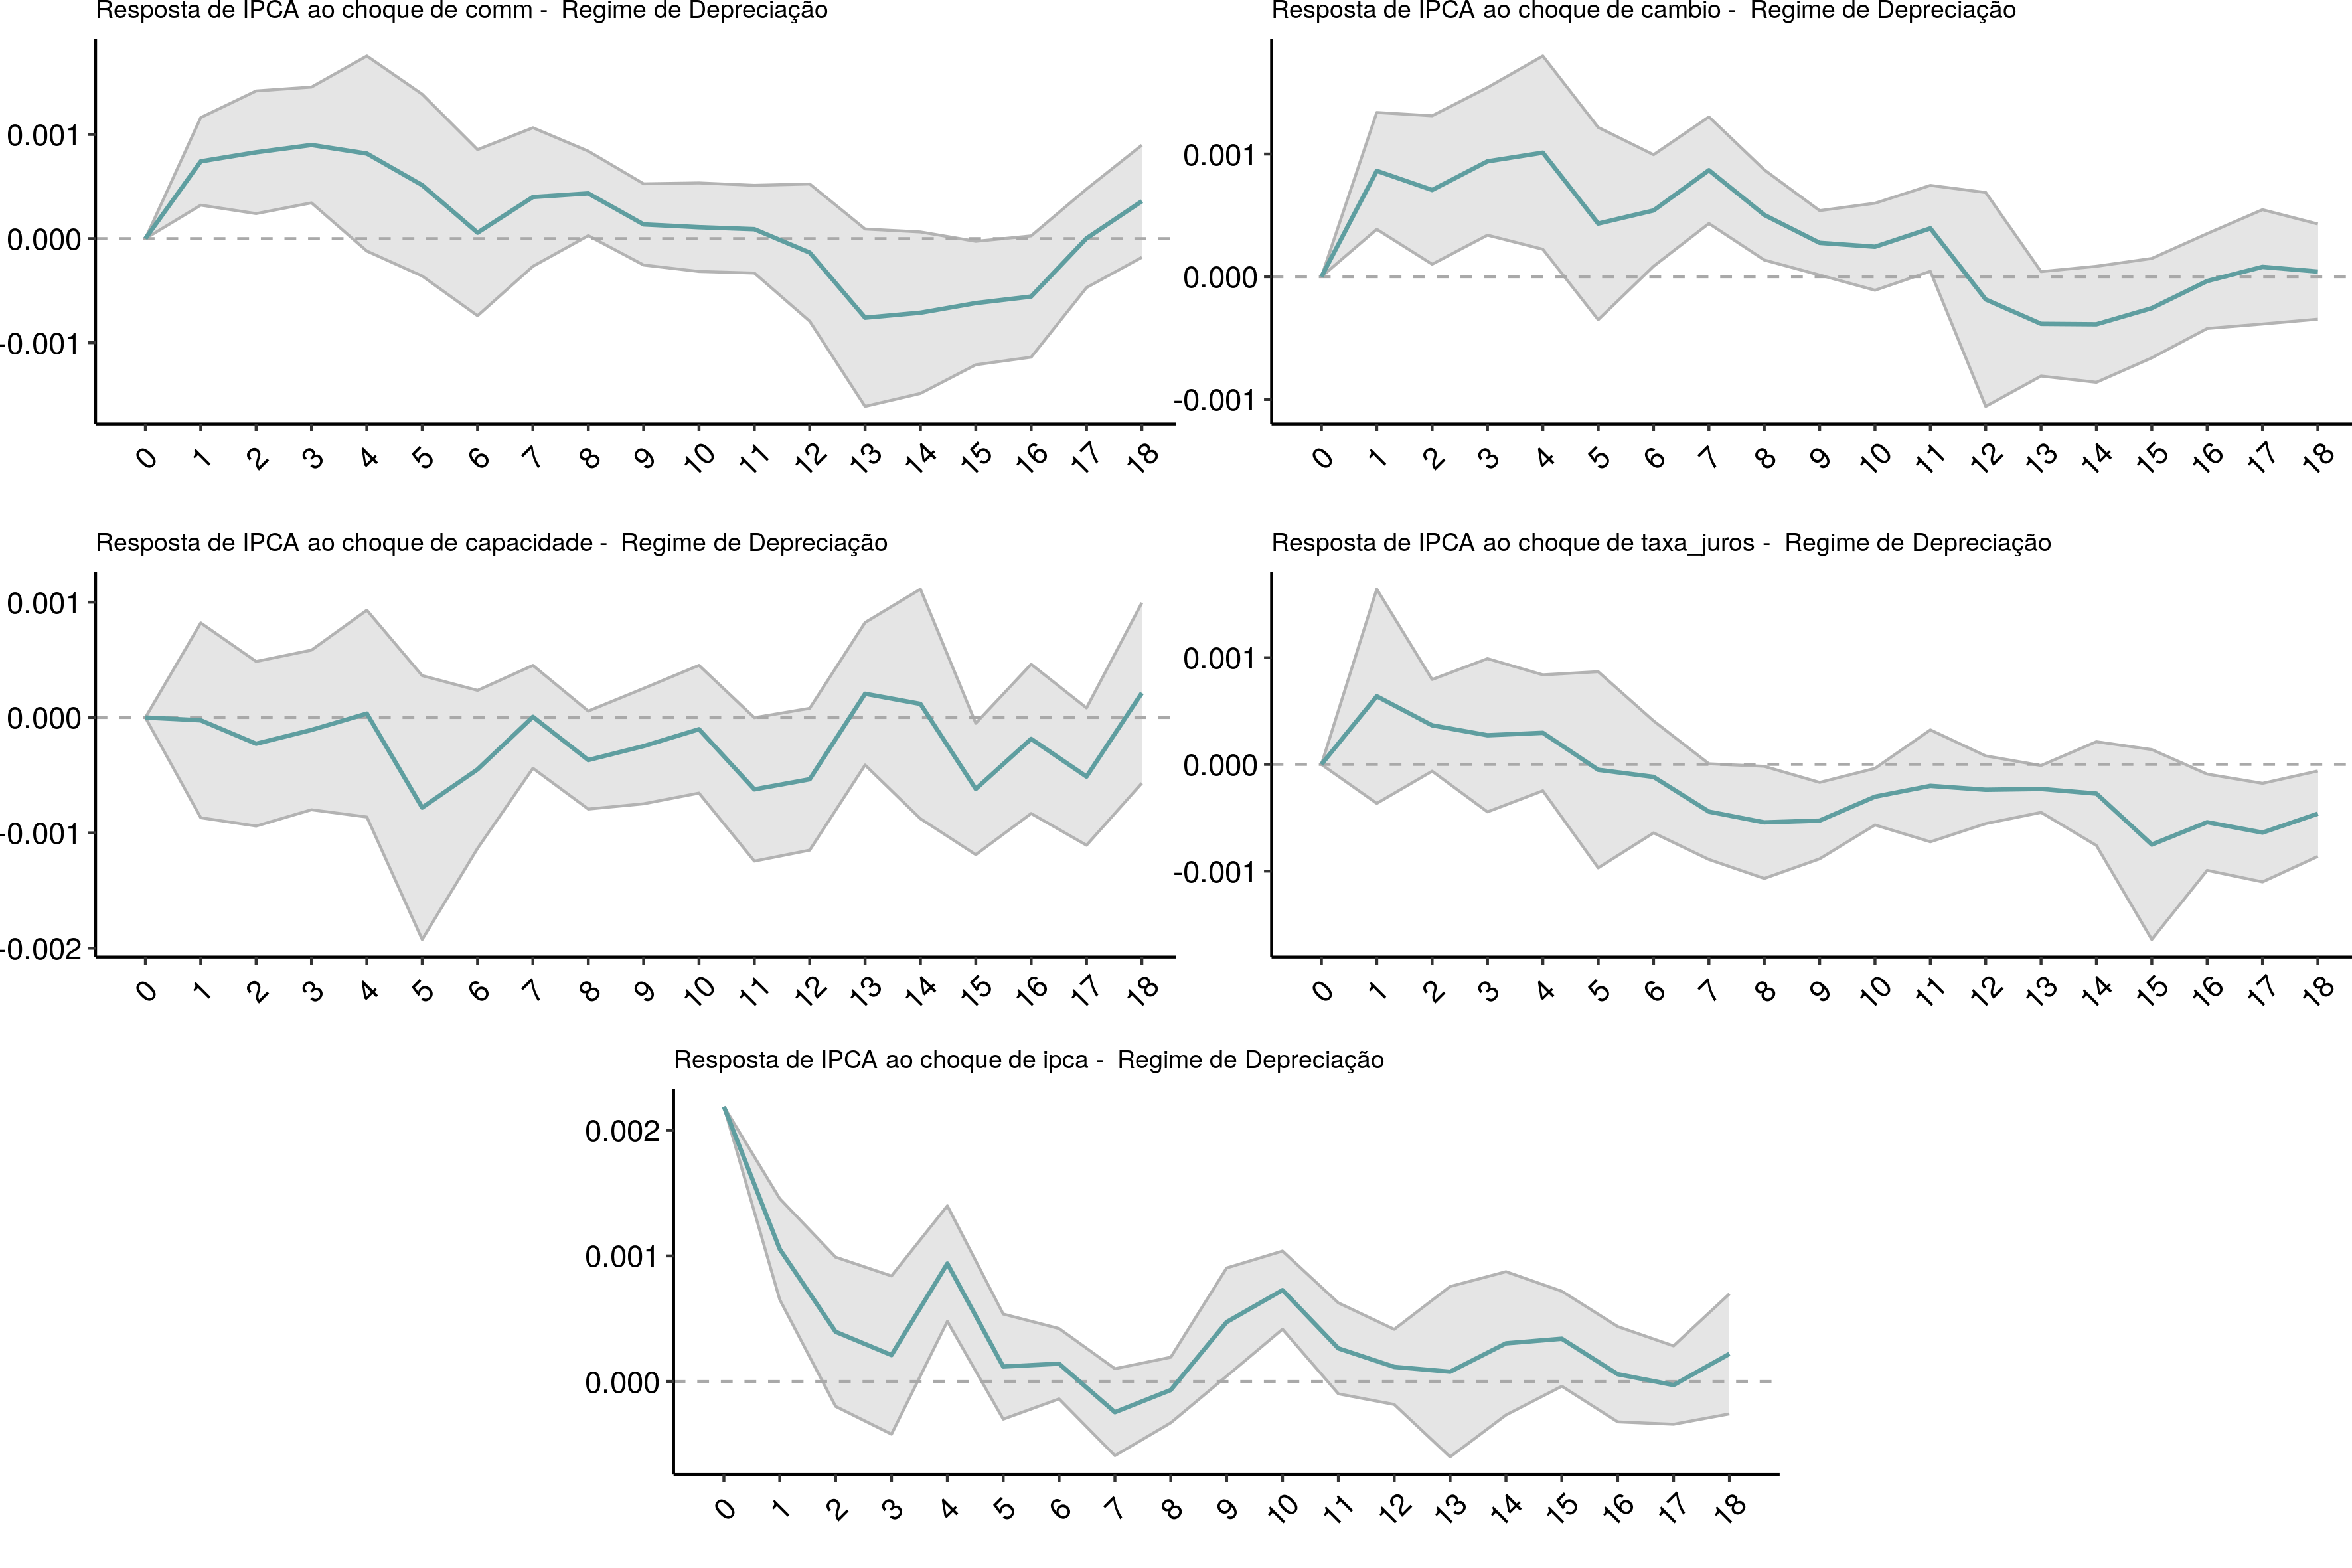 Resposta de IPCA ao choque de comm - Regime de Depreciação
0.001
0.000
-0.001
0 1 2 3 4 5 6 7 8 9 10 11 12 13 14 15 16 17 18
Resposta de IPCA ao choque de cambio - Regime de Depreciação
0.001
0.000
-0.001
0 1 2 3 4 5 6 7 8 9 10 11 12 13 14 15 16 17 18
Resposta de IPCA ao choque de capacidade - Regime de Depreciação
0.001
0.000
-0.001
-0.002
0 1 2 3 4 5 6 7 8 9 10 11 12 13 14 15 16 17 18
Resposta de IPCA ao choque de taxa_juros - Regime de Depreciação
0.001
0.000
-0.001
0 1 2 3 4 5 6 7 8 9 10 11 12 13 14 15 16 17 18
Resposta de IPCA ao choque de ipca - Regime de Depreciação
0.002
0.001
0.000
0 1 2 3 4 5 6 7 8 9 10 11 12 13 14 15 16 17 18